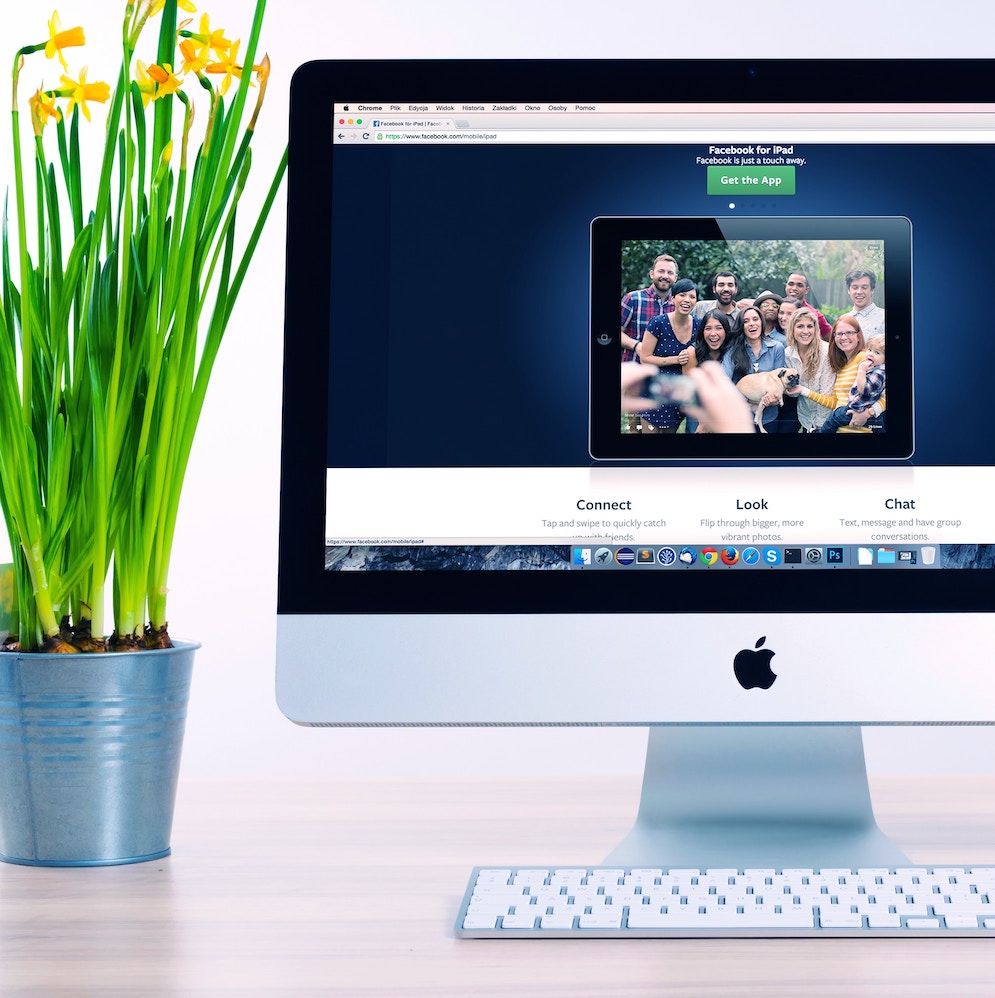 Chrome Plik Edycja Widok Historia Zakładki Okno Osoby Pomoc
Facebook for iPad | Face
https://www.facebook.com/mobile/ipad
Facebook for iPad
Facebook is just a touch away.
Get the App
Connect
Tap and swipe to quickly catch
up with friends.
Look
Flip through bigger, more
vibrant photos.
Chat
Text, message and have group
conversations.
https://www.facebook.com/mobile/ipad#
S
Ps